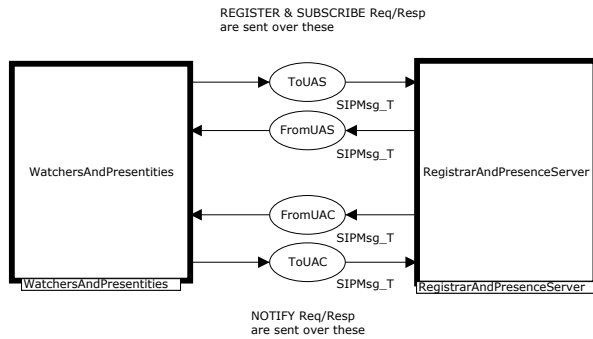 REGISTER & SUBSCRIBE Req/Resp
are sent over these
ToUAS
SIPMsg_T
FromUAS
SIPMsg_T
WatchersAndPresentities
RegistrarAndPresenceServer
FromUAC
SIPMsg_T
ToUAC
SIPMsg_T
WatchersAndPresentities
RegistrarAndPresenceServer
NOTIFY Req/Resp
are sent over these